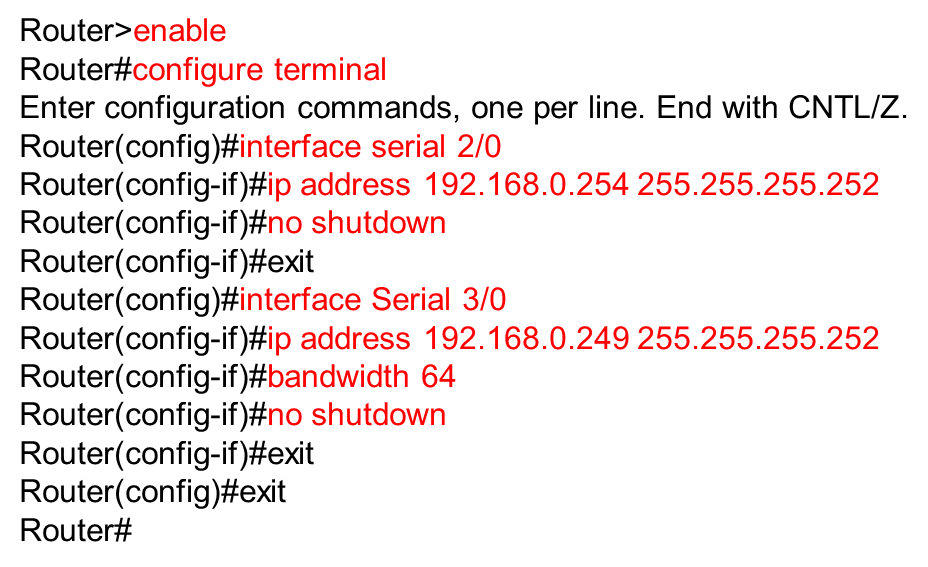 Router>enable
Router#configure terminal
Enter configuration commands, one per line. End with CNTL/Z.
Router(config)#interface serial 2/0
Router(config-if)#ip address 192.168.0.254 255.255.255.252
Router(config-if)#no shutdown
Router(config-if)#exit
Router(config)#interface Serial 3/0
Router(config-if)#ip address 192.168.0.249 255.255.255.252
Router(config-if)#bandwidth 64
Router(config-if)#no shutdown
Router(config-if)#exit
Router(config)#exit
Router#